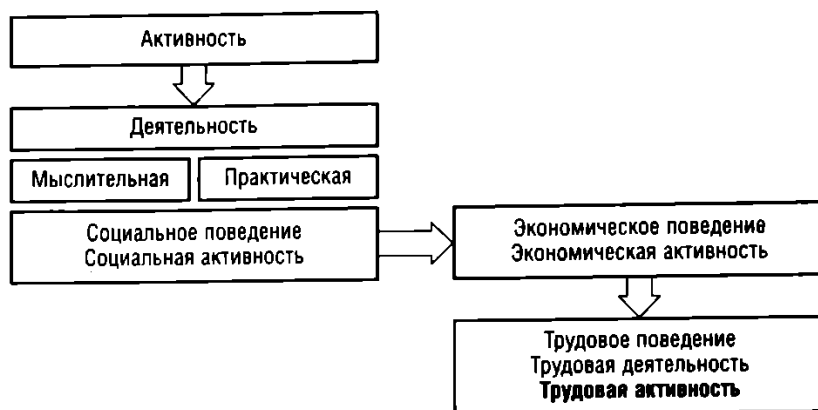 Активность
Деятельность
Мыслительная
Практическая
Социальное поведение
Социальная активность
Экономическое поведение
Экономическая активность
Трудовое поведение
Трудовая деятельность
Трудовая активность